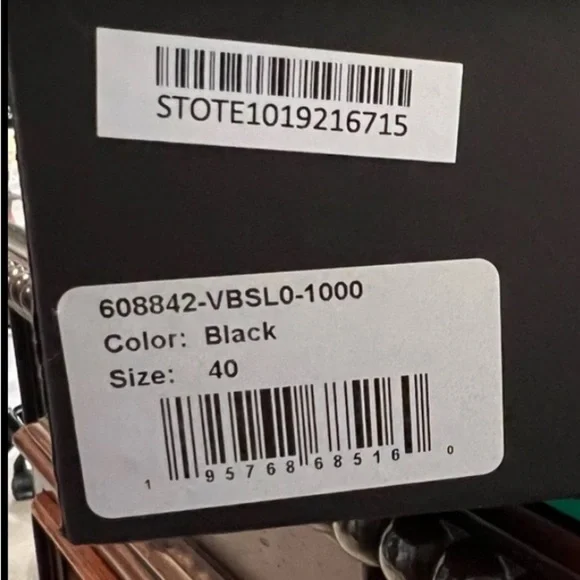 STOTE1019216715
608842-VBSL0-1000
Color: Black
Size: 40
1 95768 68516 0